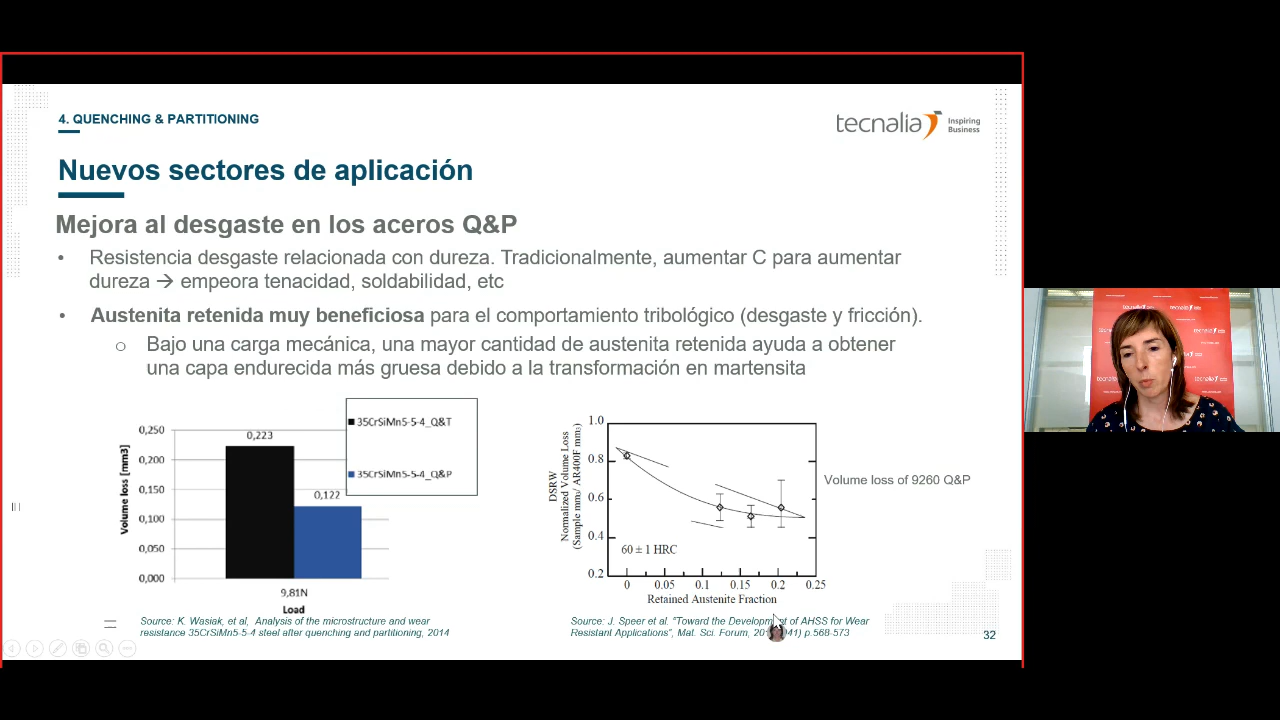 4. QUENCHING & PARTITIONING
tecnalia Inspiring
Business
Nuevos sectores de aplicación
Mejora al desgaste en los aceros Q&P
• Resistencia desgaste relacionada con dureza. Tradicionalmente, aumentar C para aumentar
dureza → empeora tenacidad, soldabilidad, etc
• Austenita retenida muy beneficiosa para el comportamiento tribológico (desgaste y fricción).
o Bajo una carga mecánica, una mayor cantidad de austenita retenida ayuda a obtener
una capa endurecida más gruesa debido a la transformación en martensita
Volume loss [mm3]
0,250
0,200
0,150
0,100
0,050
0,000
0,223
0,122
35CrSiMn5-5-4_Q&T
35CrSiMn5-5-4_Q&P
9,81N
Load
Source: K. Wasiak, et al, Analysis of the microstructure and wear
resistance 35CrSiMn5-5-4 steel after quenching and partitioning, 2014
DSRW
Normalized Volume Loss
(Sample mm3/ AR400F mm3)
1.0
0.8
0.6
0.4
0.2
60 ± 1 HRC
0 0.05 0.1 0.15 0.2 0.25
Retained Austenite Fraction
Volume loss of 9260 Q&P
Source: J. Speer et al. "Toward the Development of AHSS for Wear
Resistant Applications", Mat. Sci. Forum, p.568-573
32
tecnalia
tecnalia
tecnalia